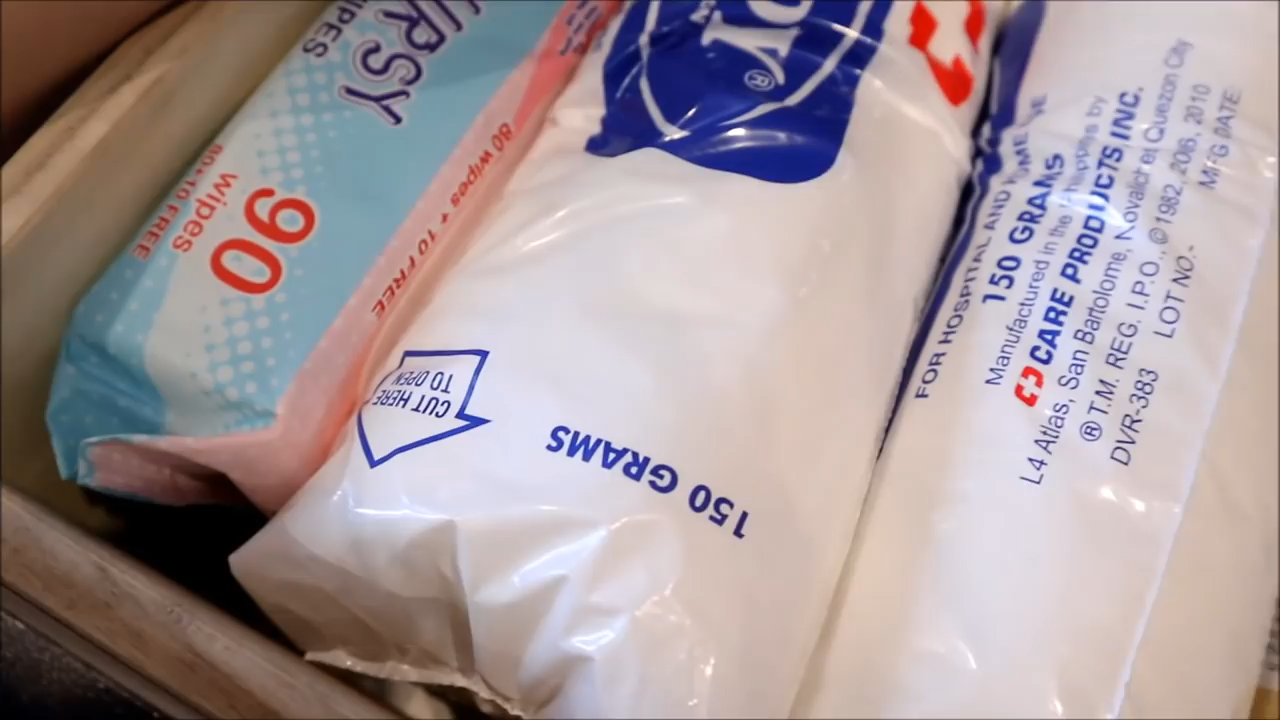 WIPES
80+10 FREE
wipes
90
80 wipes + 10 FREE
®
CUT HERE
TO OPEN
150 GRAMS
FOR HOSPITAL AND HOME USE
150 GRAMS
Manufactured in the Philippines by
CARE PRODUCTS INC.
L4 Atlas, San Bartolome, Novaliches Quezon City
® T.M. REG. I.P.O., © 1982, 2006, 2010
DVR-383 LOT NO.- MFG DATE